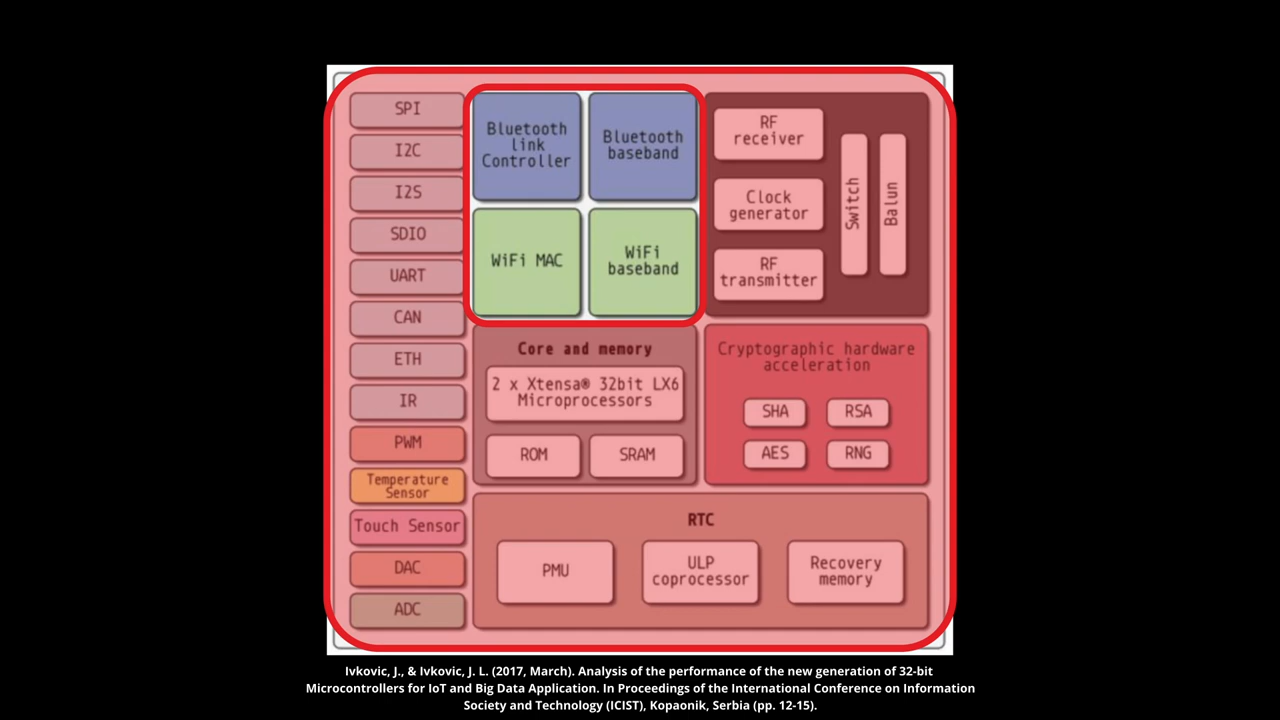 SPI
I2C
I2S
SDIO
UART
CAN
ETH
IR
PWM
Temperature
Sensor
Touch Sensor
DAC
ADC
Bluetooth
link
Controller
Bluetooth
baseband
WiFi MAC
WiFi
baseband
RF
receiver
Clock
generator
RF
transmitter
Switch
Balun
Core and memory
2 x Xtensa® 32bit LX6
Microprocessors
ROM
SRAM
Cryptographic hardware
acceleration
SHA
RSA
AES
RNG
RTC
PMU
ULP
coprocessor
Recovery
memory
Ivkovic, J., & Ivkovic, J. L. (2017, March). Analysis of the performance of the new generation of 32-bit
Microcontrollers for IoT and Big Data Application. In Proceedings of the International Conference on Information
Society and Technology (ICIST), Kopaonik, Serbia (pp. 12-15).